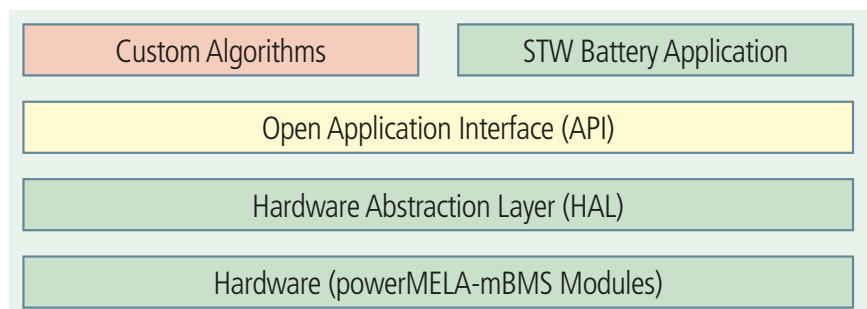 Custom Algorithms
STW Battery Application
Open Application Interface (API)
Hardware Abstraction Layer (HAL)
Hardware (powerMELA-mBMS Modules)